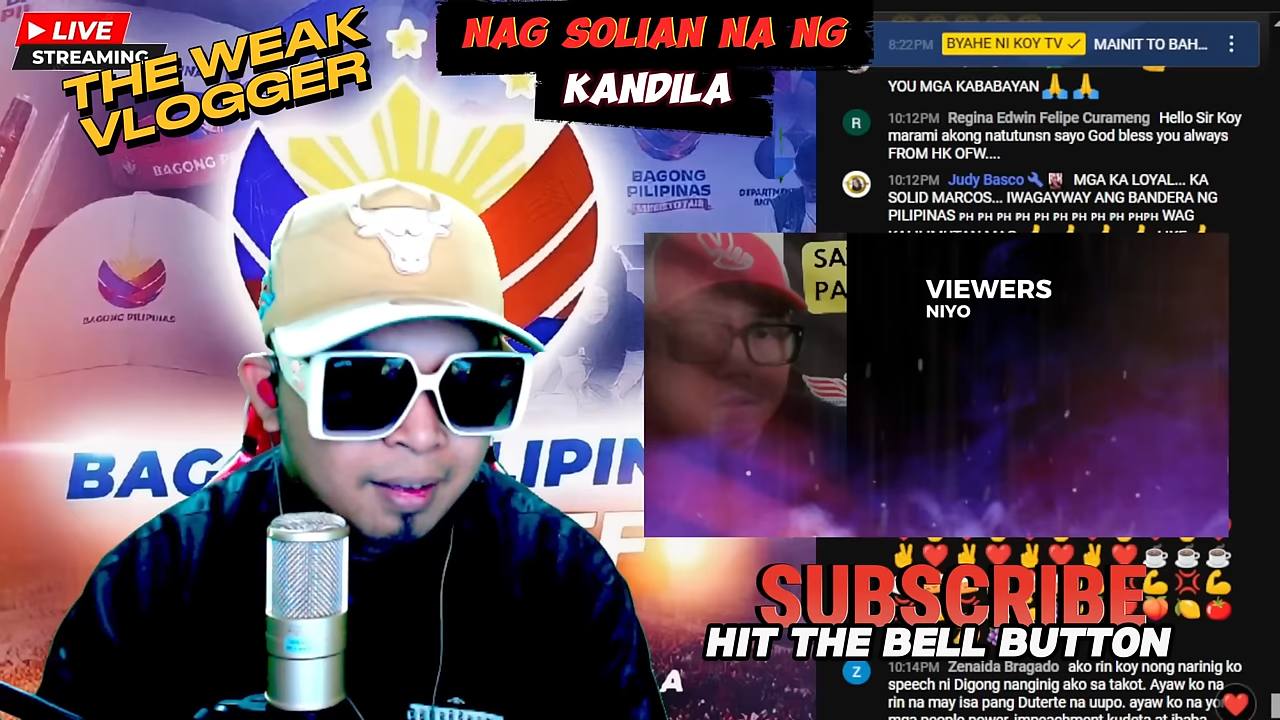 LIVE
STREAMING
THE WEAK
VLOGGER
NAG SOLIAN NA NG
KANDILA
8:22PM BYAHE NI KOY TV MAINIT TO BAH...
YOU MGA KABABAYAN 🙏 🙏
R 10:12PM Regina Edwin Felipe Curameng Hello Sir Koy
marami akong natutunsn sayo God bless you always
FROM HK OFW....
10:12PM Judy Basco MGA KA LOYAL... KA
SOLID MARCOS... IWAGAYWAY ANG BANDERA NG
PILIPINAS PH PH PH PH PH PH PH PH PH PHPH WAG
BAGONG
PILIPINAS
BAGONG PILIPINAS
SA
PA
VIEWERS
NIYO
BAG
LIPIN
SUBSCRIBE
HIT THE BELL BUTTON
A
Z 10:14PM Zenaida Bragado ako rin koy nong narinig ko
speech ni Digong nanginig ako sa takot. Ayaw ko na
rin na may isa pang Duterte na uupo. ayaw ko na